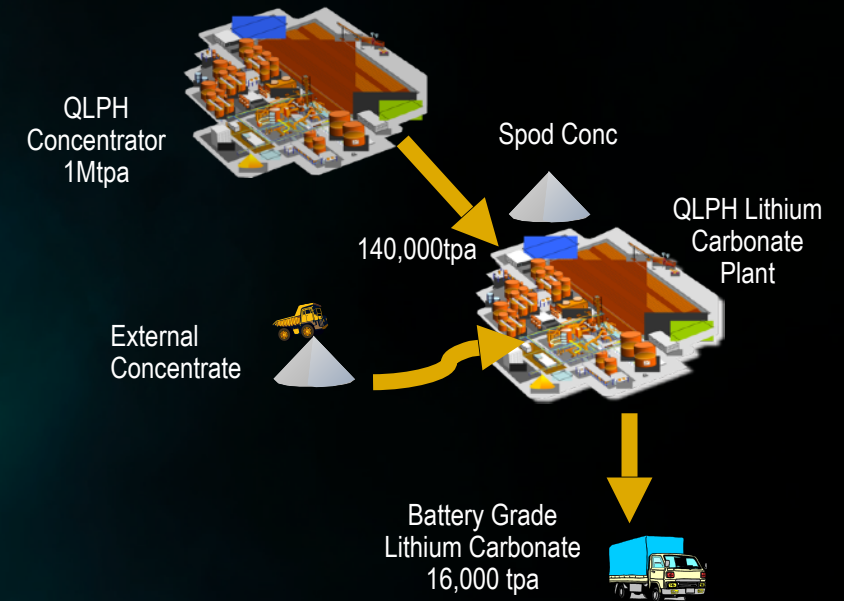 QLPH
Concentrator
1Mtpa
Spod Conc
QLPH Lithium
Carbonate
Plant
140,000tpa
External
Concentrate
Battery Grade
Lithium Carbonate
16,000 tpa